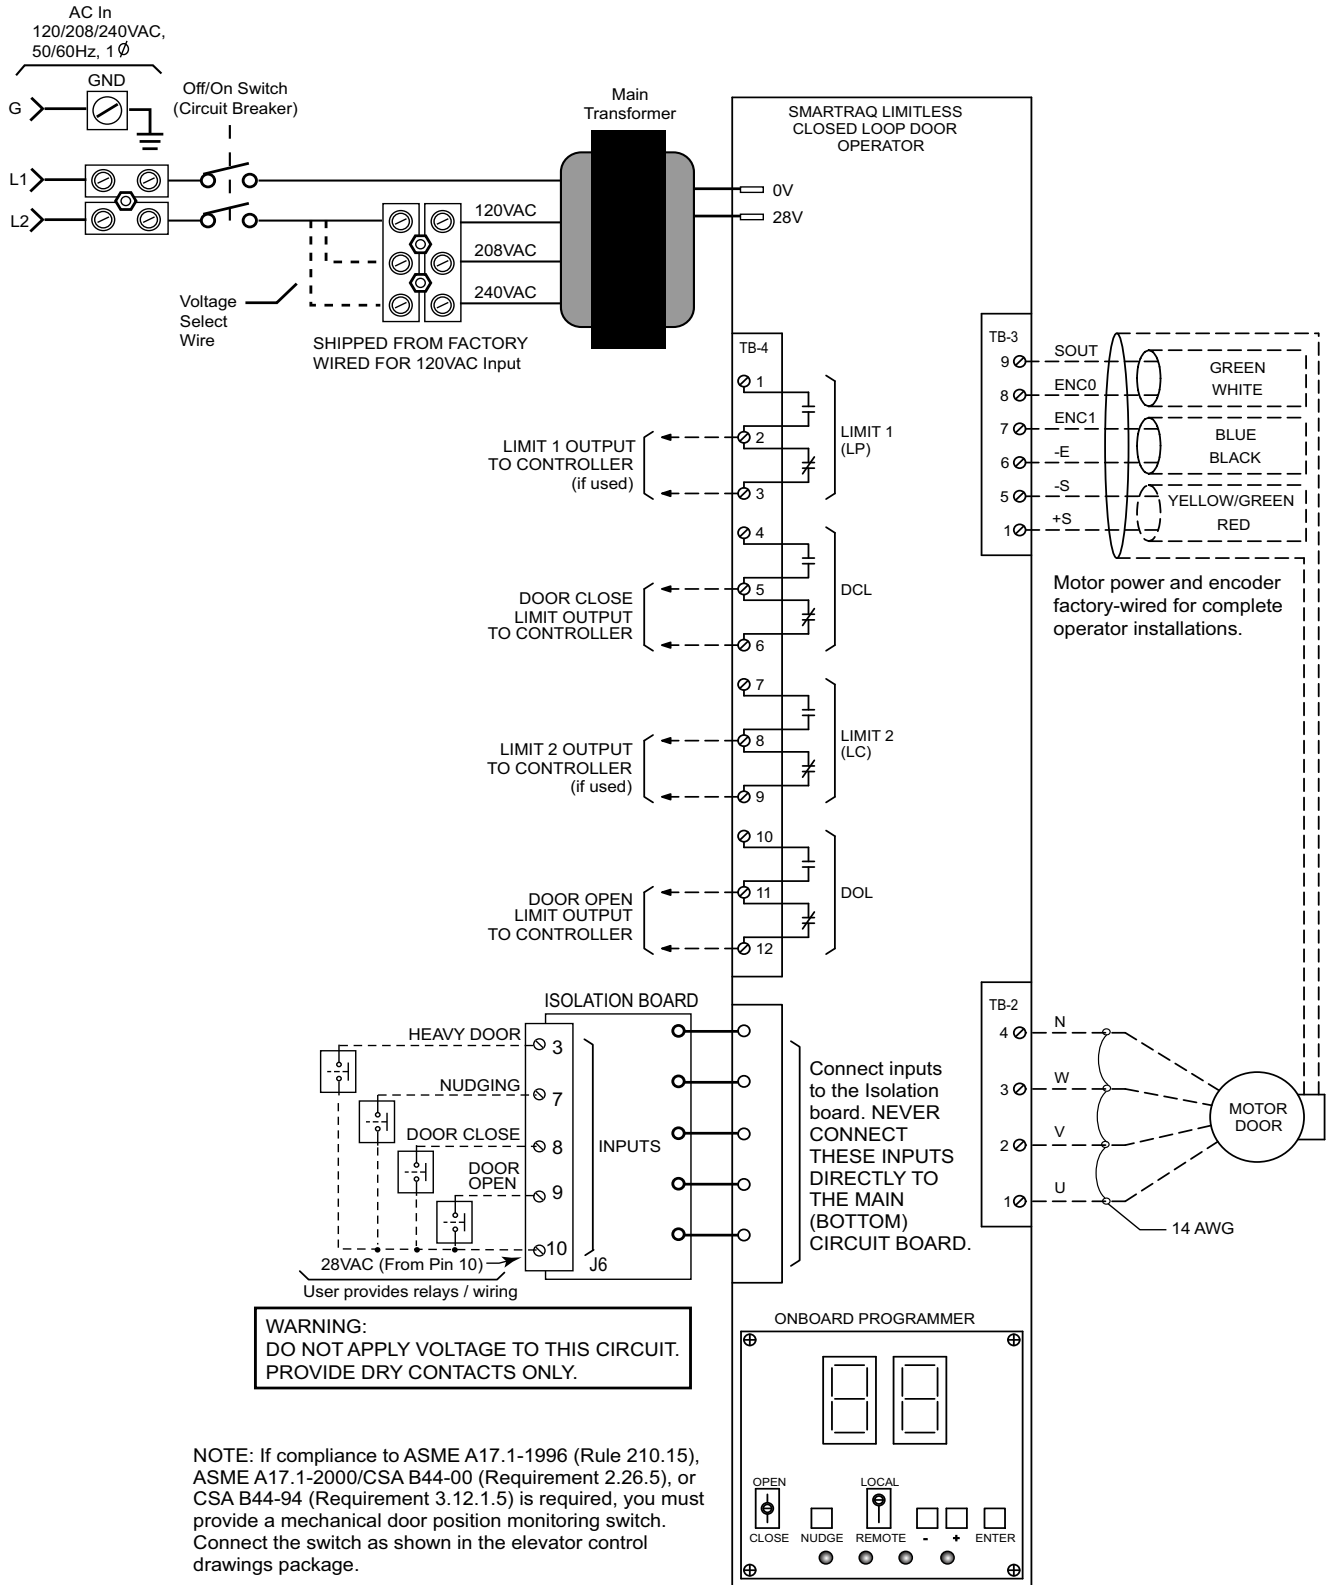 AC In
120/208/240VAC,
50/60Hz, 1 Ø
GND
G
Off/On Switch
(Circuit Breaker)
L1
L2
Main
Transformer
SMARTRAQ LIMITLESS
CLOSED LOOP DOOR
OPERATOR
0V
28V
120VAC
208VAC
240VAC
Voltage
Select
Wire
SHIPPED FROM FACTORY
WIRED FOR 120VAC Input
TB-4
1
2
3
LIMIT 1
(LP)
LIMIT 1 OUTPUT
TO CONTROLLER
(if used)
4
5
6
DCL
DOOR CLOSE
LIMIT OUTPUT
TO CONTROLLER
7
8
9
LIMIT 2
(LC)
LIMIT 2 OUTPUT
TO CONTROLLER
(if used)
10
11
12
DOL
DOOR OPEN
LIMIT OUTPUT
TO CONTROLLER
TB-3
9 SOUT
8 ENC0
7 ENC1
6 -E
5 -S
1 +S
GREEN
WHITE
BLUE
BLACK
YELLOW/GREEN
RED
Motor power and encoder
factory-wired for complete
operator installations.
ISOLATION BOARD
HEAVY DOOR
3
NUDGING
7
DOOR CLOSE
8
DOOR
OPEN
9
10
INPUTS
J6
28VAC (From Pin 10)
User provides relays / wiring
Connect inputs
to the Isolation
board. NEVER
CONNECT
THESE INPUTS
DIRECTLY TO
THE MAIN
(BOTTOM)
CIRCUIT BOARD.
TB-2
4 N
3 W
2 V
1 U
MOTOR
DOOR
14 AWG
WARNING:
DO NOT APPLY VOLTAGE TO THIS CIRCUIT.
PROVIDE DRY CONTACTS ONLY.
ONBOARD PROGRAMMER
OPEN
CLOSE
NUDGE
LOCAL
REMOTE
-
+
ENTER
NOTE: If compliance to ASME A17.1-1996 (Rule 210.15),
ASME A17.1-2000/CSA B44-00 (Requirement 2.26.5), or
CSA B44-94 (Requirement 3.12.1.5) is required, you must
provide a mechanical door position monitoring switch.
Connect the switch as shown in the elevator control
drawings package.